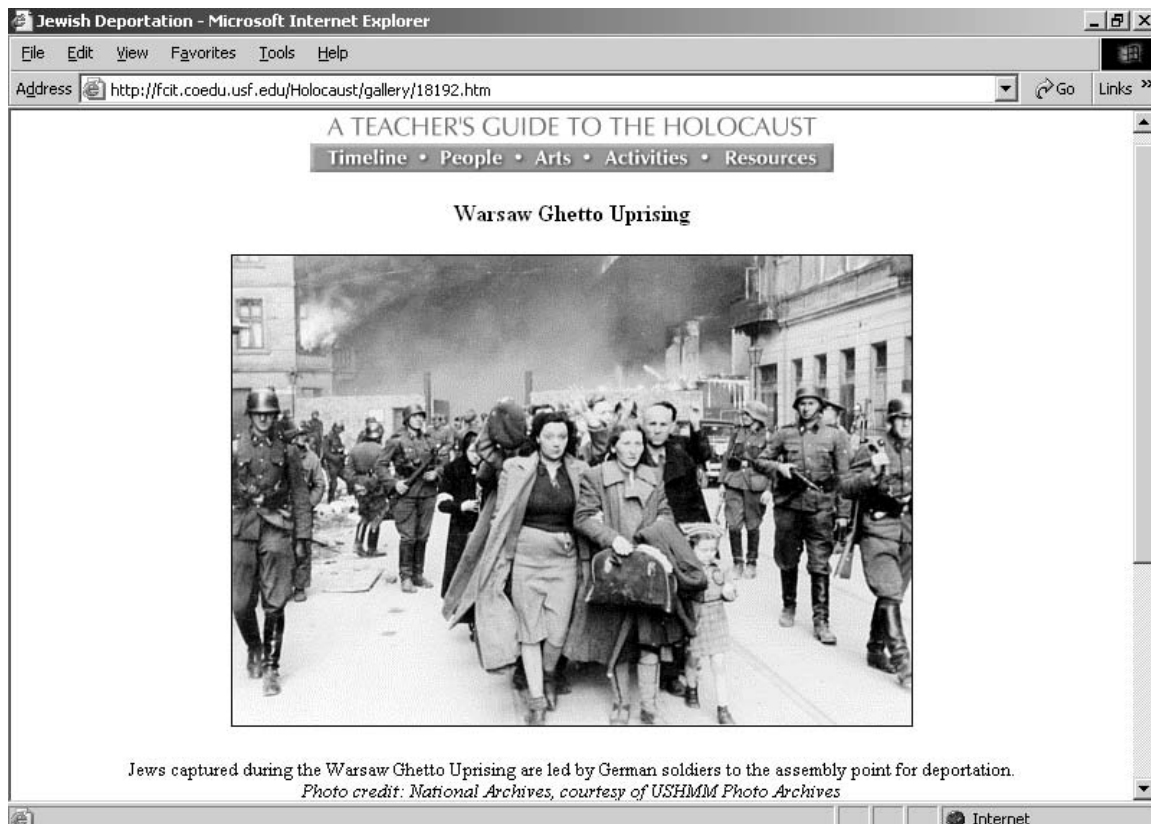 Jewish Deportation - Microsoft Internet Explorer
File Edit View Favorites Tools Help
Address http://fcit.coedu.usf.edu/Holocaust/gallery/18192.htm Go Links »
A TEACHER'S GUIDE TO THE HOLOCAUST
Timeline • People • Arts • Activities • Resources
Warsaw Ghetto Uprising
Jews captured during the Warsaw Ghetto Uprising are led by German soldiers to the assembly point for deportation.
Photo credit: National Archives, courtesy of USHMM Photo Archives
Internet